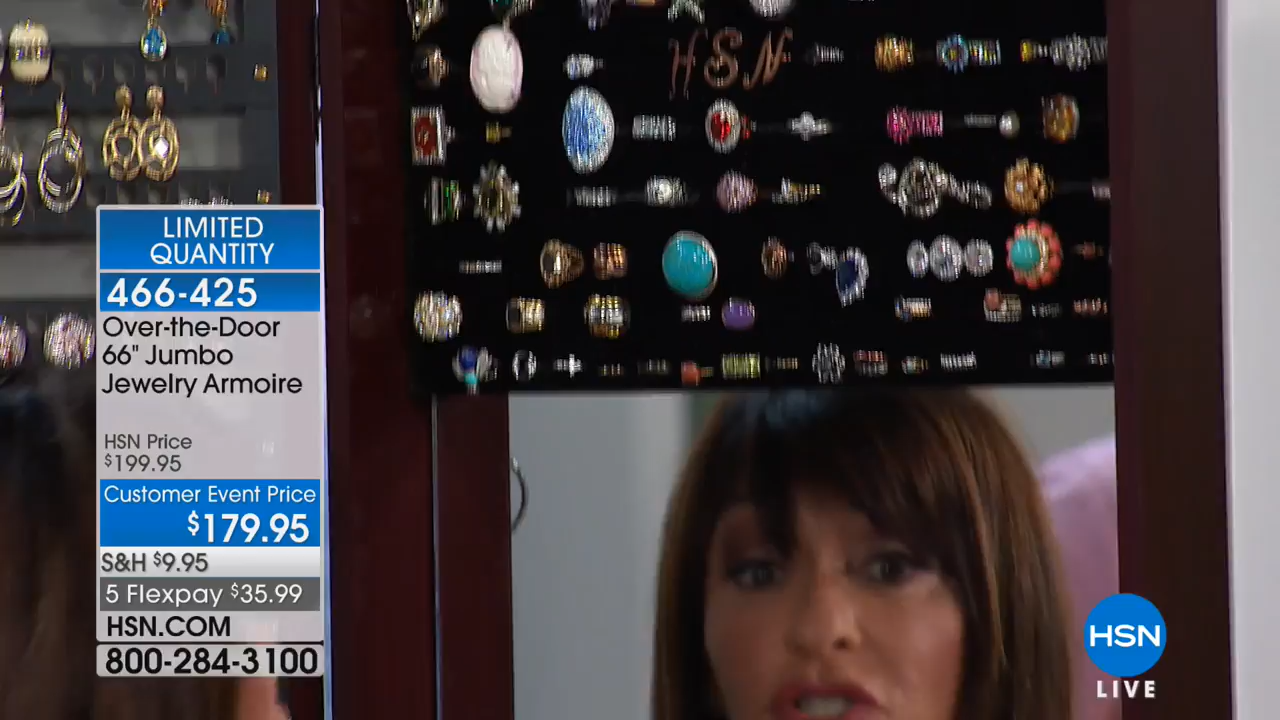 HSN
LIMITED
QUANTITY
466-425
Over-the-Door
66" Jumbo
Jewelry Armoire
HSN Price
$199.95
Customer Event Price
$179.95
S&H $9.95
5 Flexpay $35.99
HSN.COM
800-284-3100
HSN
LIVE